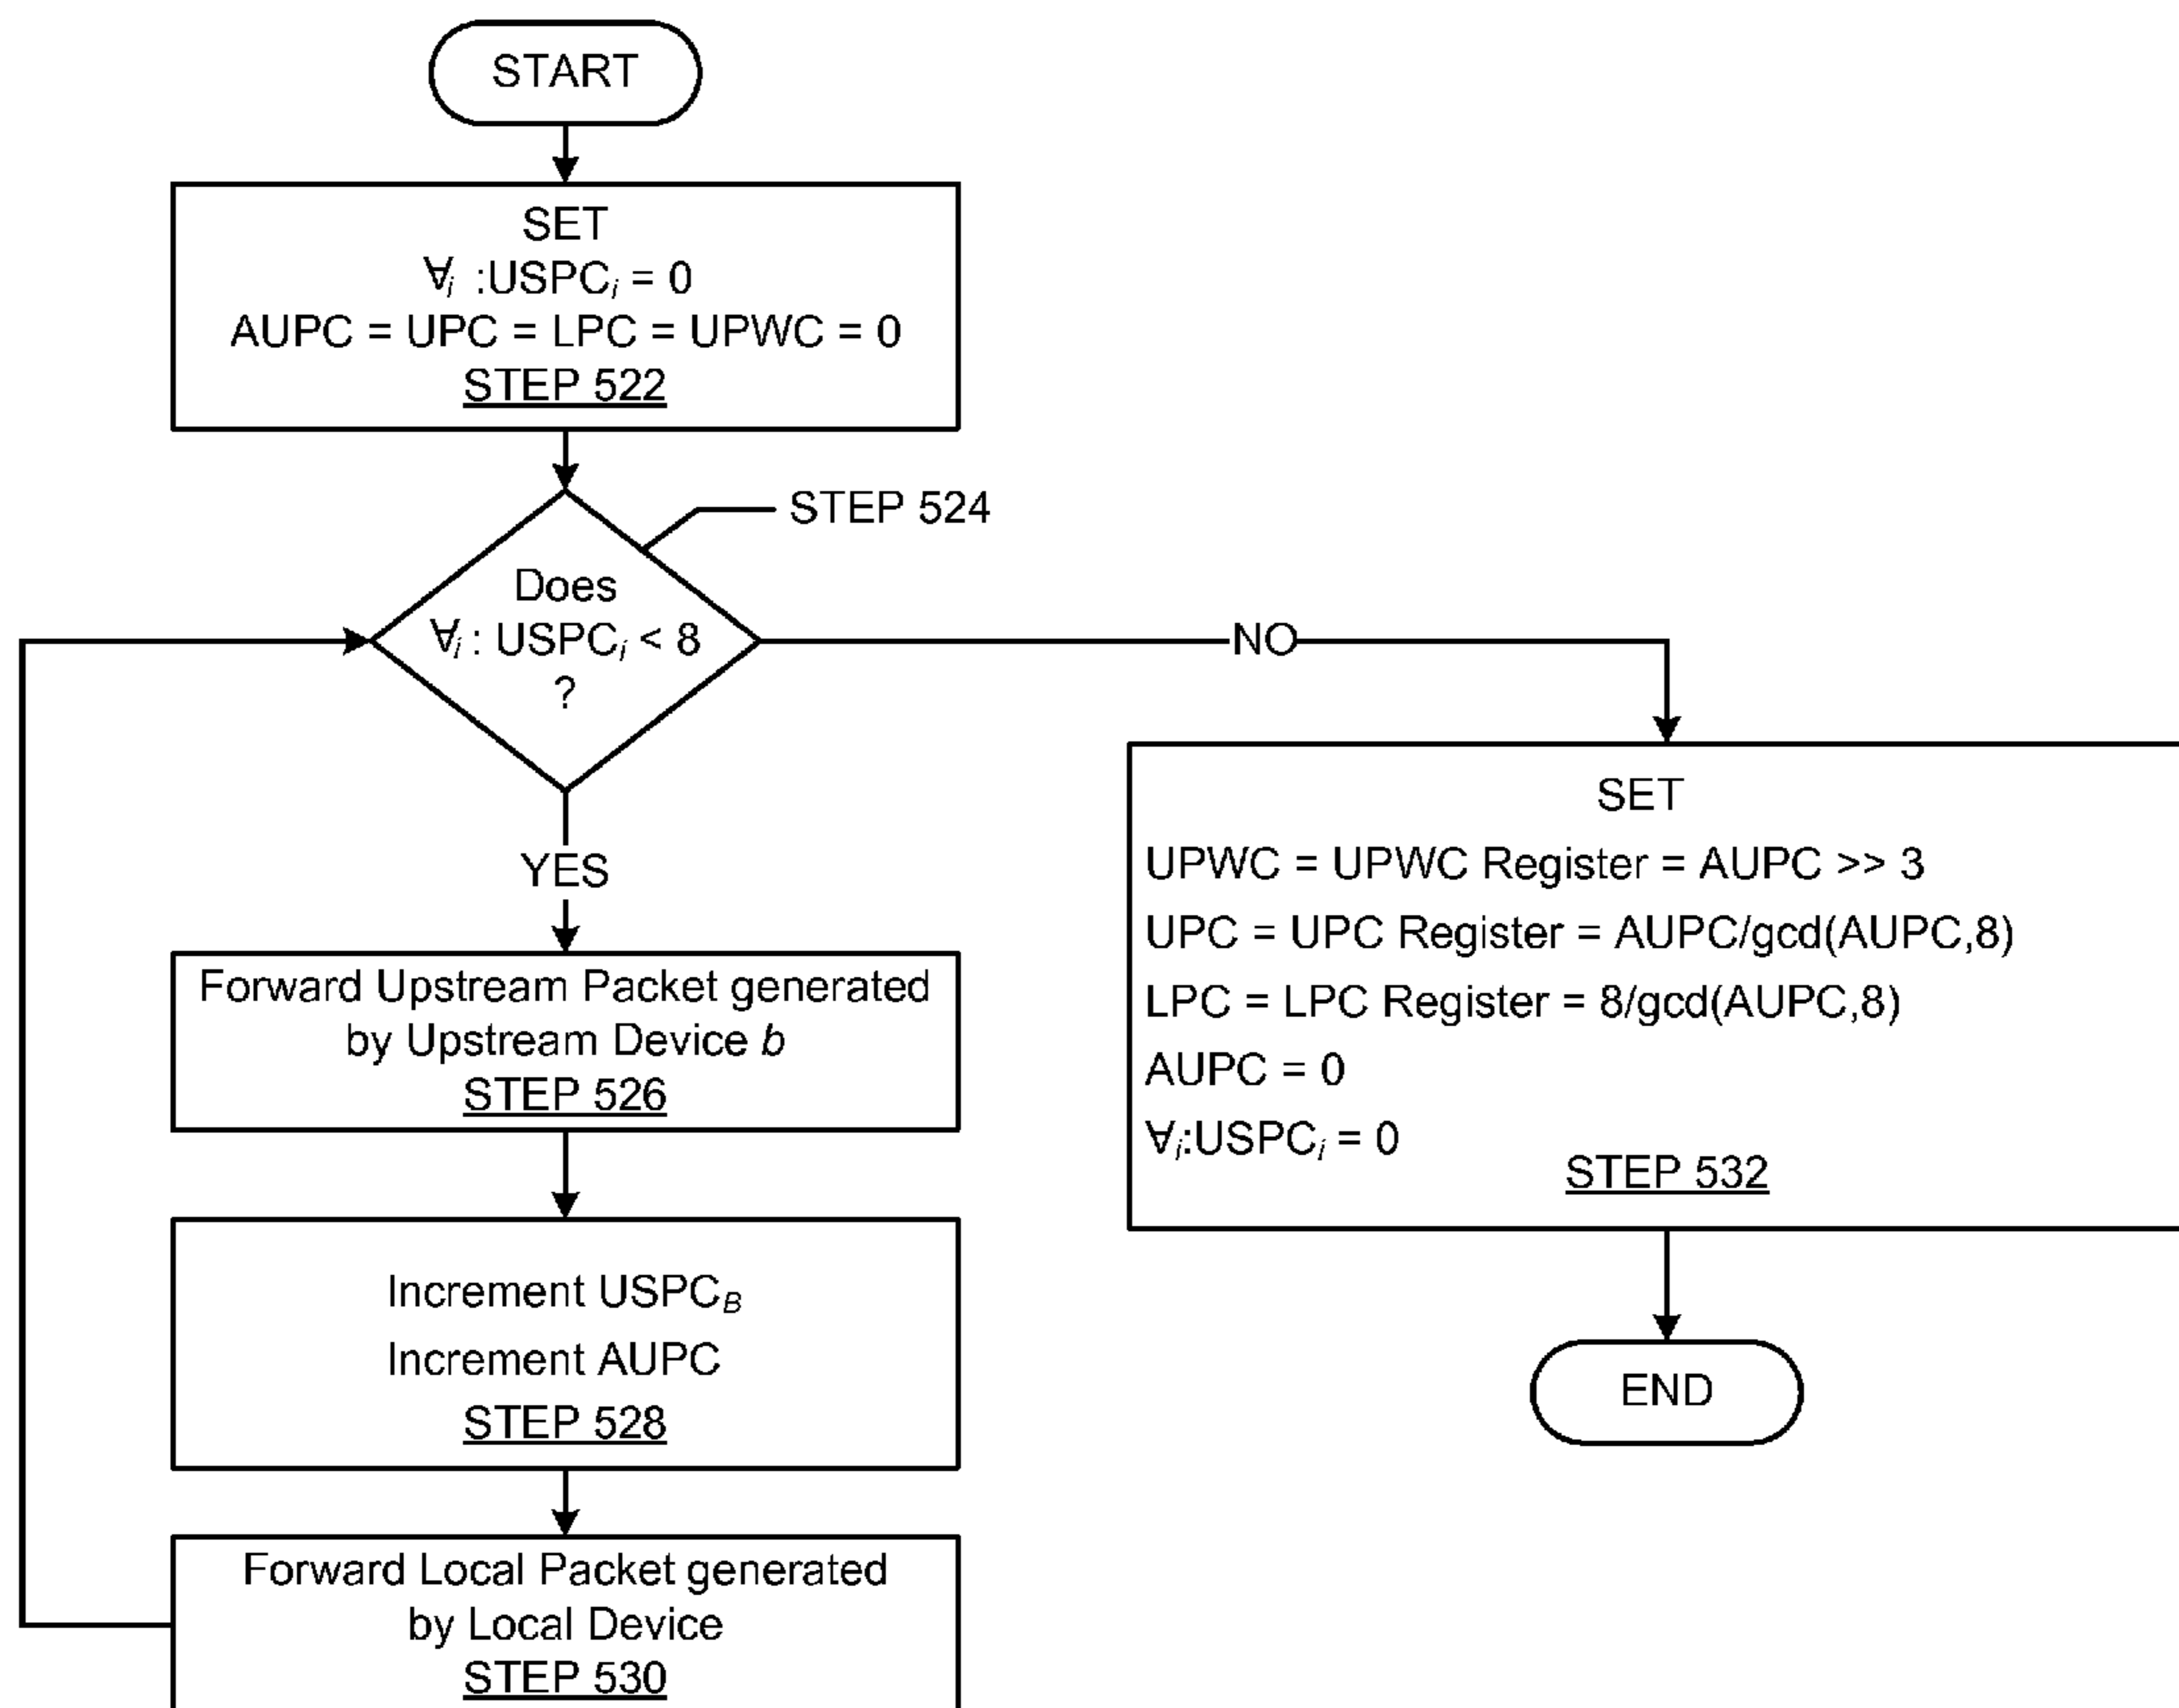 START
SET
∀i :USPCi = 0
AUPC = UPC = LPC = UPWC = 0
STEP 522
STEP 524
Does
∀i : USPCi < 8
?
NO
YES
Forward Upstream Packet generated
by Upstream Device b
STEP 526
Increment USPCB
Increment AUPC
STEP 528
Forward Local Packet generated
by Local Device
STEP 530
SET
UPWC = UPWC Register = AUPC >> 3
UPC = UPC Register = AUPC/gcd(AUPC,8)
LPC = LPC Register = 8/gcd(AUPC,8)
AUPC = 0
∀i:USPCi = 0
STEP 532
END